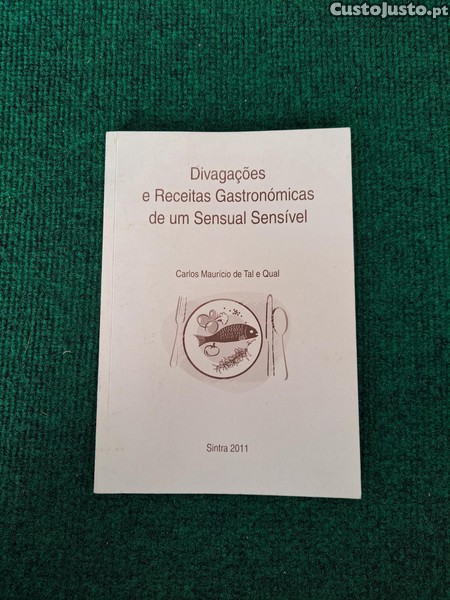 CustoJusto.pt
Divagações
e Receitas Gastronómicas
de um Sensual Sensível
Carlos Maurício de Tal e Qual
Sintra 2011